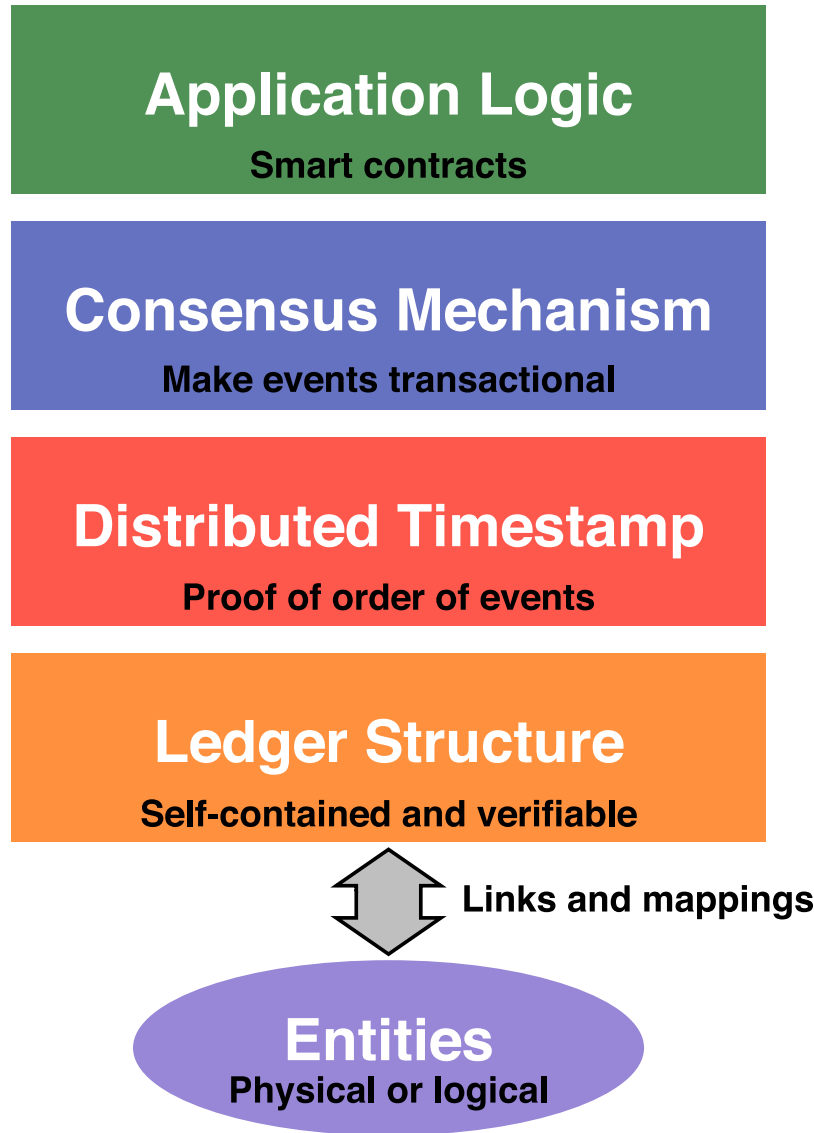 Application Logic
Smart contracts
Consensus Mechanism
Make events transactional
Distributed Timestamp
Proof of order of events
Ledger Structure
Self-contained and verifiable
Links and mappings
Entities
Physical or logical